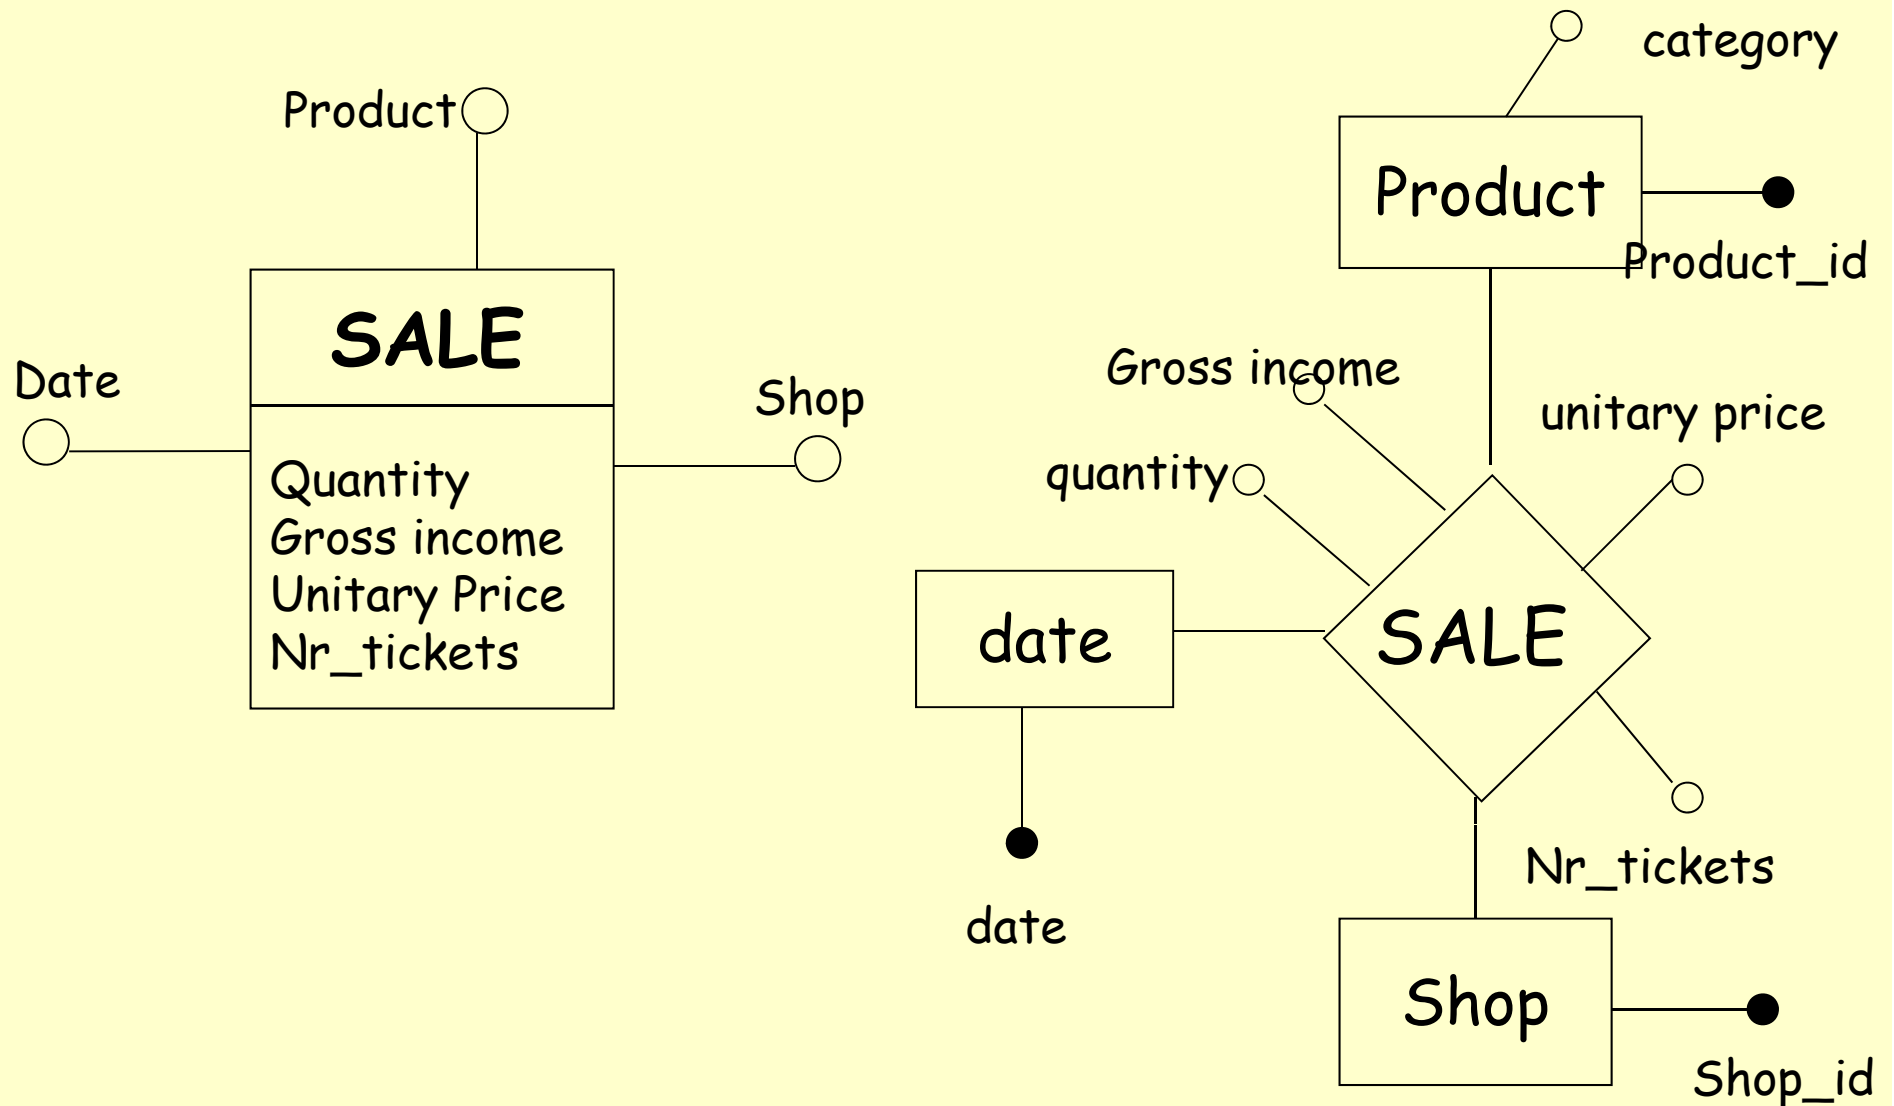 Product
SALE
Date
Shop
Quantity
Gross income
Unitary Price
Nr_tickets
category
Product
Product_id
Gross income
unitary price
quantity
date
SALE
Nr_tickets
date
Shop
Shop_id